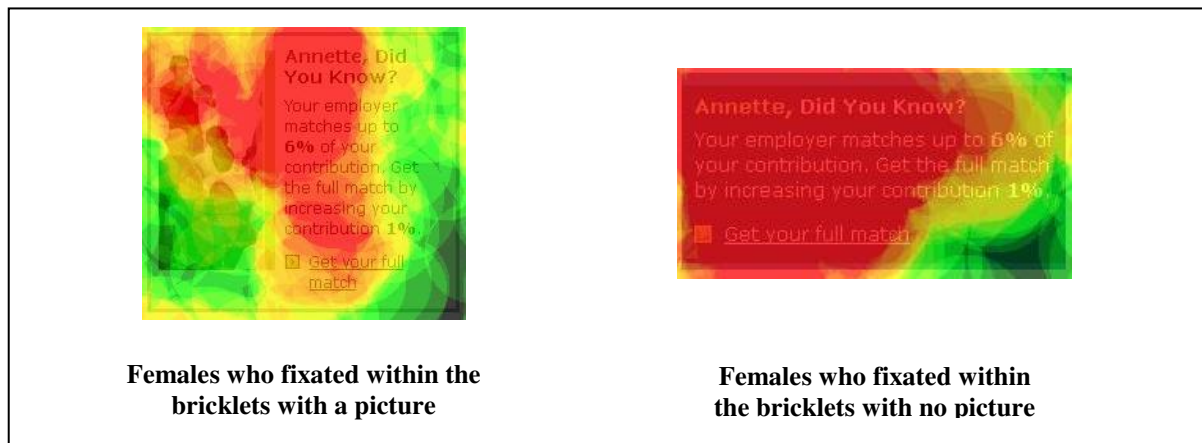 Annette, Did
You Know?
Your employer
matches up to
6% of your
contribution. Get
the full match by
increasing your
contribution 1%.
Get your full
match
Females who fixated within the
bricklets with a picture
Annette, Did You Know?
Your employer matches up to 6% of
your contribution. Get the full match
by increasing your contribution 1%.
Get your full match
Females who fixated within
the bricklets with no picture